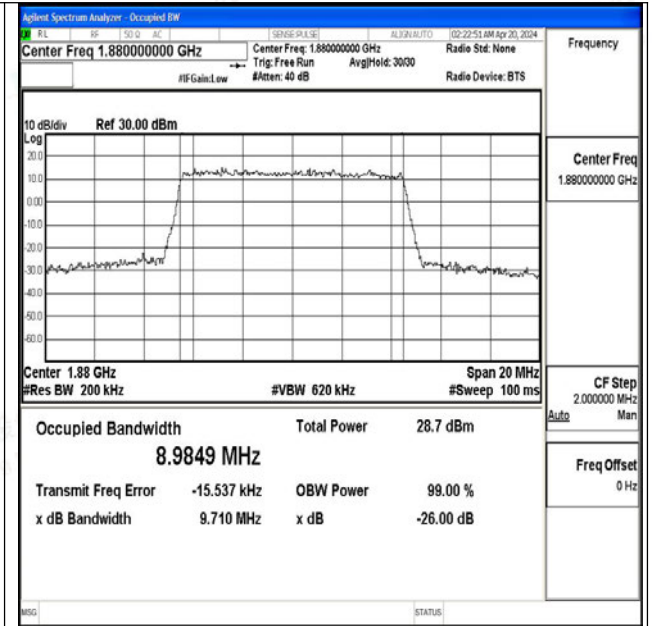 Agilent Spectrum Analyzer - Occupied BW
RL RF 50 Ω AC SENSE:PULSE ALIGN AUTO 02:22:51 AM Apr 20, 2024
Center Freq 1.880000000 GHz
Center Freq: 1.880000000 GHz
Radio Std: None
Trig: Free Run Avg|Hold: 30/30
#IFGain:Low
#Atten: 40 dB
Radio Device: BTS
Frequency
10 dB/div Ref 30.00 dBm
Log
20.0
10.0
0.00
-10.0
-20.0
-30.0
-40.0
-50.0
-60.0
Center Freq
1.880000000 GHz
Center 1.88 GHz Span 20 MHz
#Res BW 200 kHz #VBW 620 kHz #Sweep 100 ms
CF Step
2.000000 MHz
Auto Man
Occupied Bandwidth Total Power 28.7 dBm
8.9849 MHz
Transmit Freq Error -15.537 kHz OBW Power 99.00 %
x dB Bandwidth 9.710 MHz x dB -26.00 dB
Freq Offset
0 Hz
MSG STATUS